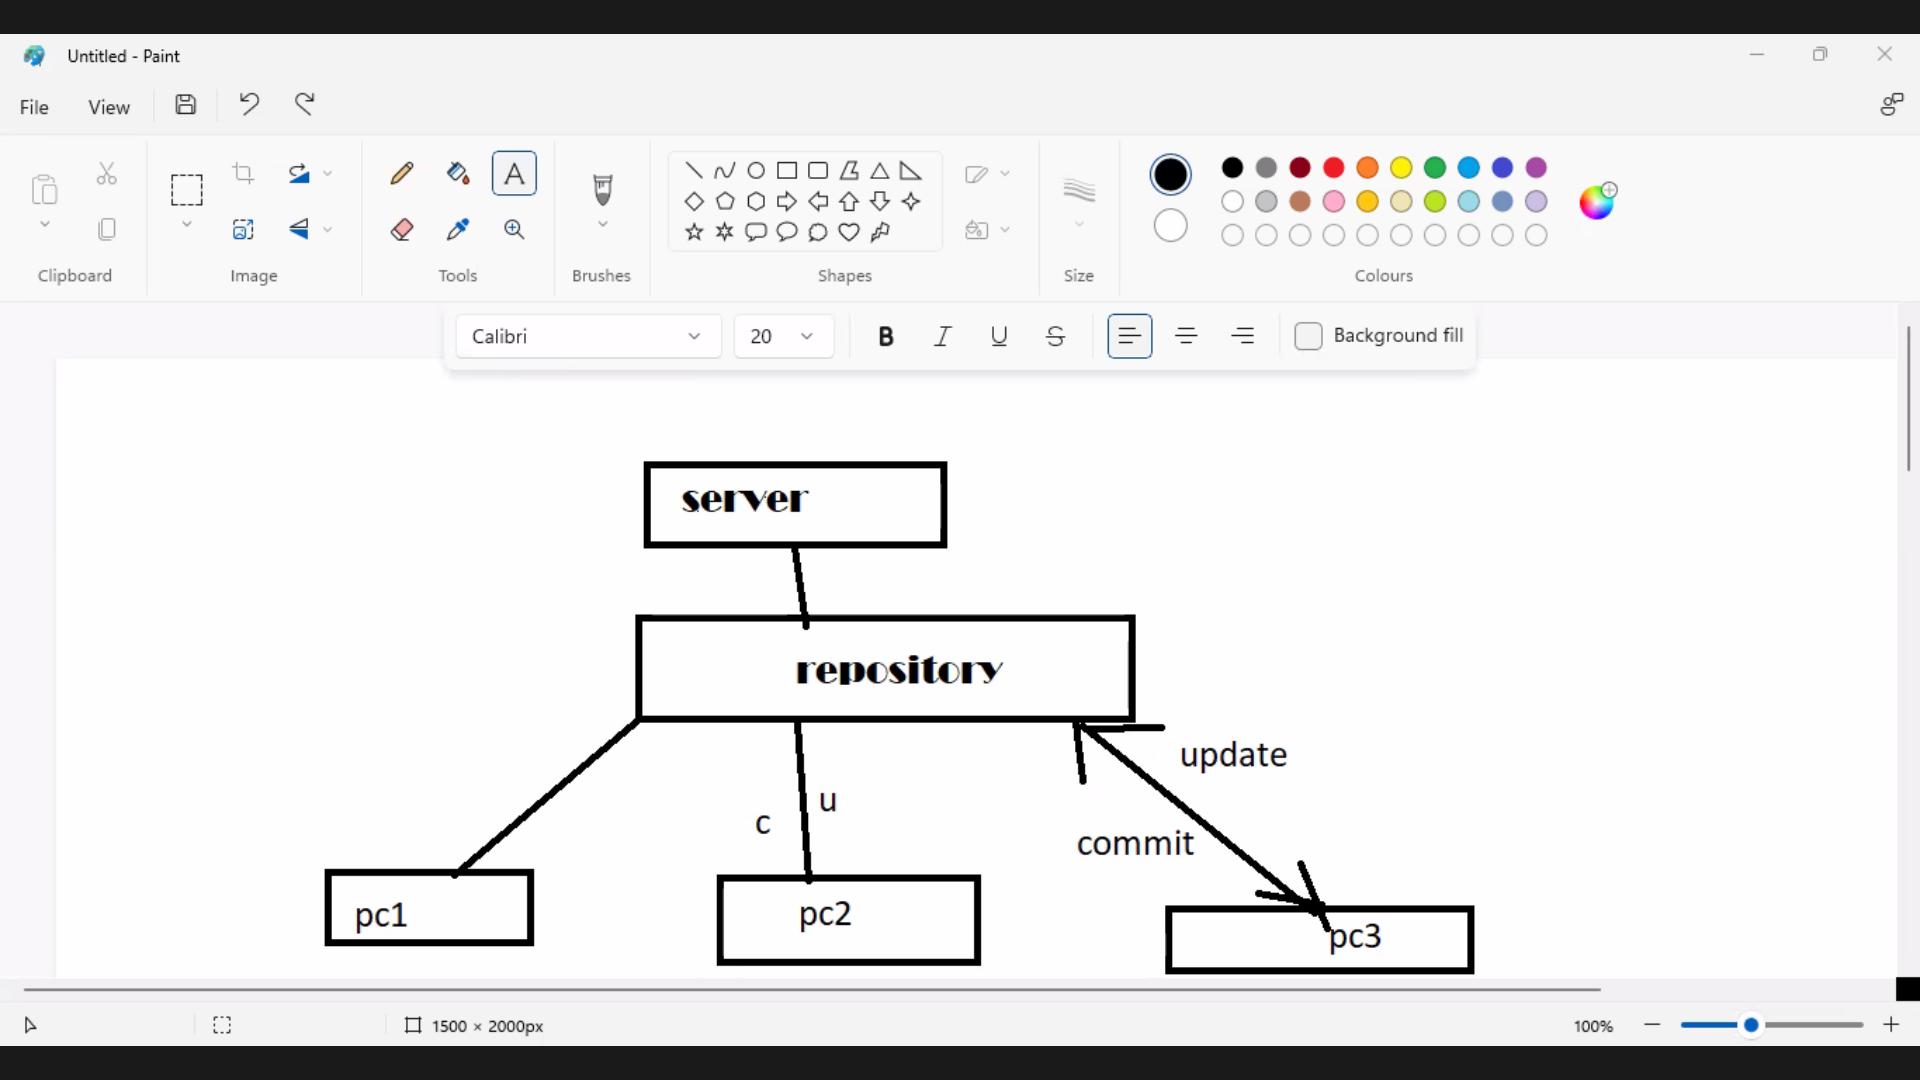 Untitled - Paint
File View
Clipboard Image Tools Brushes Shapes Size Colours
Calibri 20 B I U S Background fill
server
repository
update
u
c
commit
pc1 pc2 pc3
1500 × 2000px 100%